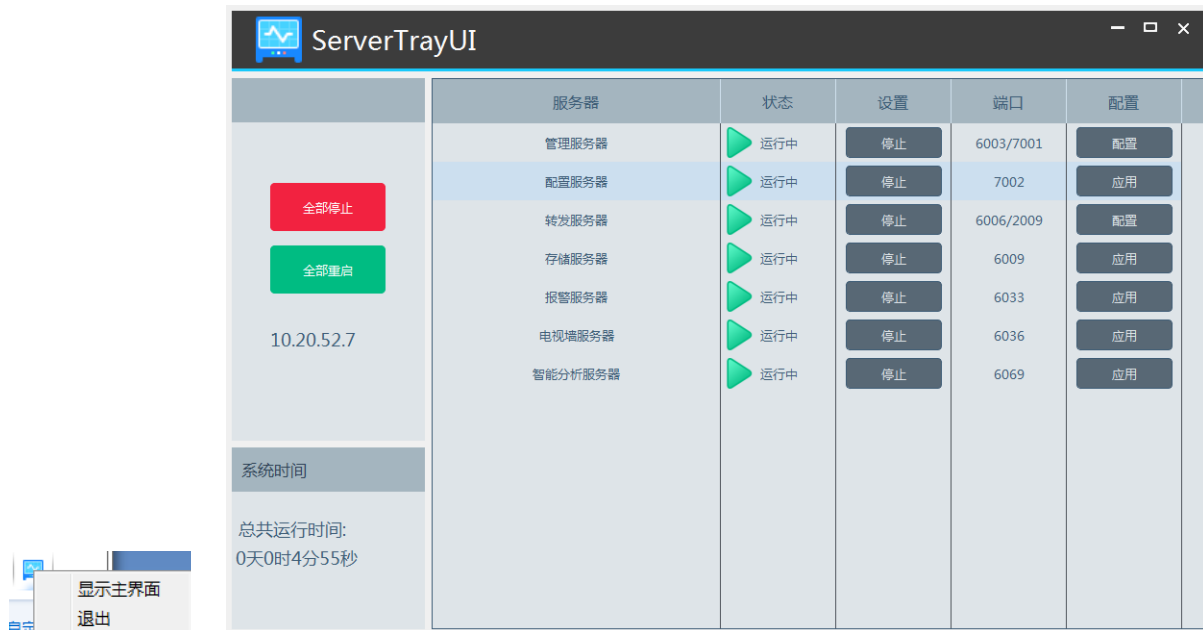 ServerTrayUI
服务器 状态 设置 端口 配置
管理服务器 运行中 停止 6003/7001 配置
配置服务器 运行中 停止 7002 应用
转发服务器 运行中 停止 6006/2009 配置
存储服务器 运行中 停止 6009 应用
报警服务器 运行中 停止 6033 应用
电视墙服务器 运行中 停止 6036 应用
智能分析服务器 运行中 停止 6069 应用
全部停止
全部重启
10.20.52.7
系统时间
总共运行时间:
0天0时4分55秒
显示主界面
退出